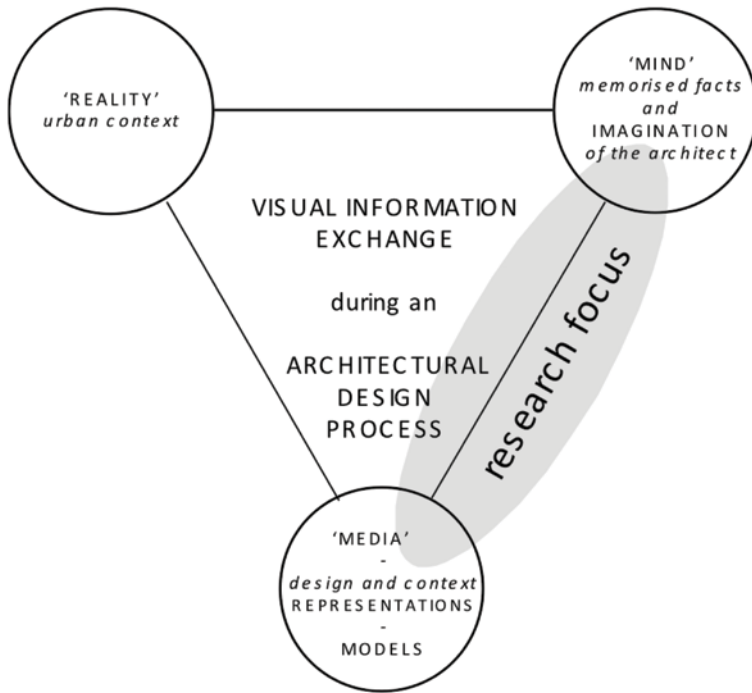 ‘REALITY’
urban context
‘MIND’
memorised facts
and
IMAGINATION
of the architect
VISUAL INFORMATION
EXCHANGE
during an
ARCHITECTURAL
DESIGN
PROCESS
research focus
‘MEDIA’
-
design and context
REPRESENTATIONS
-
MODELS